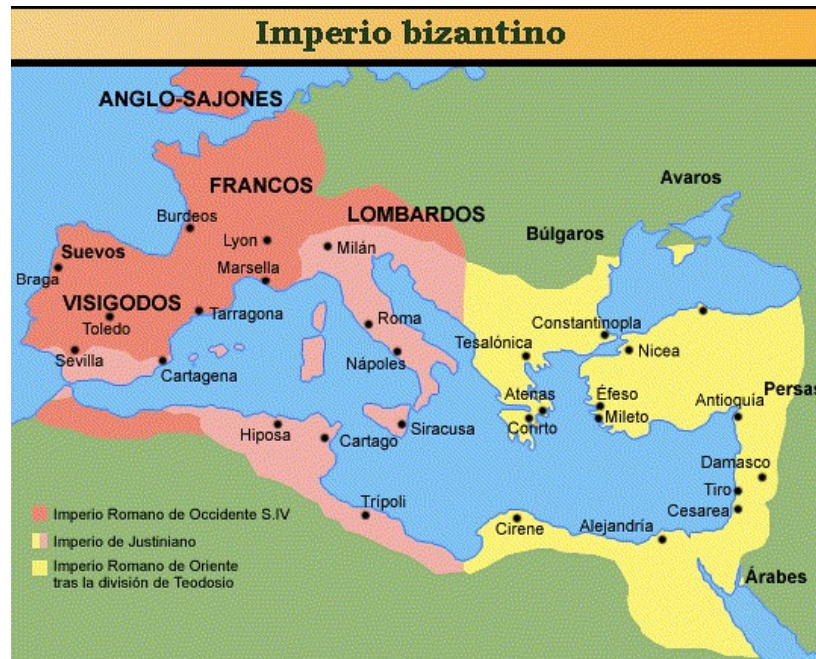 Imperio bizantino
ANGLO-SAJONES
FRANCOS
Avaros
Burdeos
LOMBARDOS
Búlgaros
Suevos
Lyon
Milán
Braga
Marsella
VISIGODOS
Tarragona
Toledo
Roma
Constantinopla
Tesalónica
Nicea
Sevilla
Cartagena
Nápoles
Atenas
Éfeso
Antioquía
Persas
Conrto
Mileto
Hiposa
Cartago
Siracusa
Damasco
Tiro
Trípoli
Cirene
Alejandría
Cesarea
Árabes
Imperio Romano de Occidente S.IV
Imperio de Justiniano
Imperio Romano de Oriente
tras la división de Teodosio